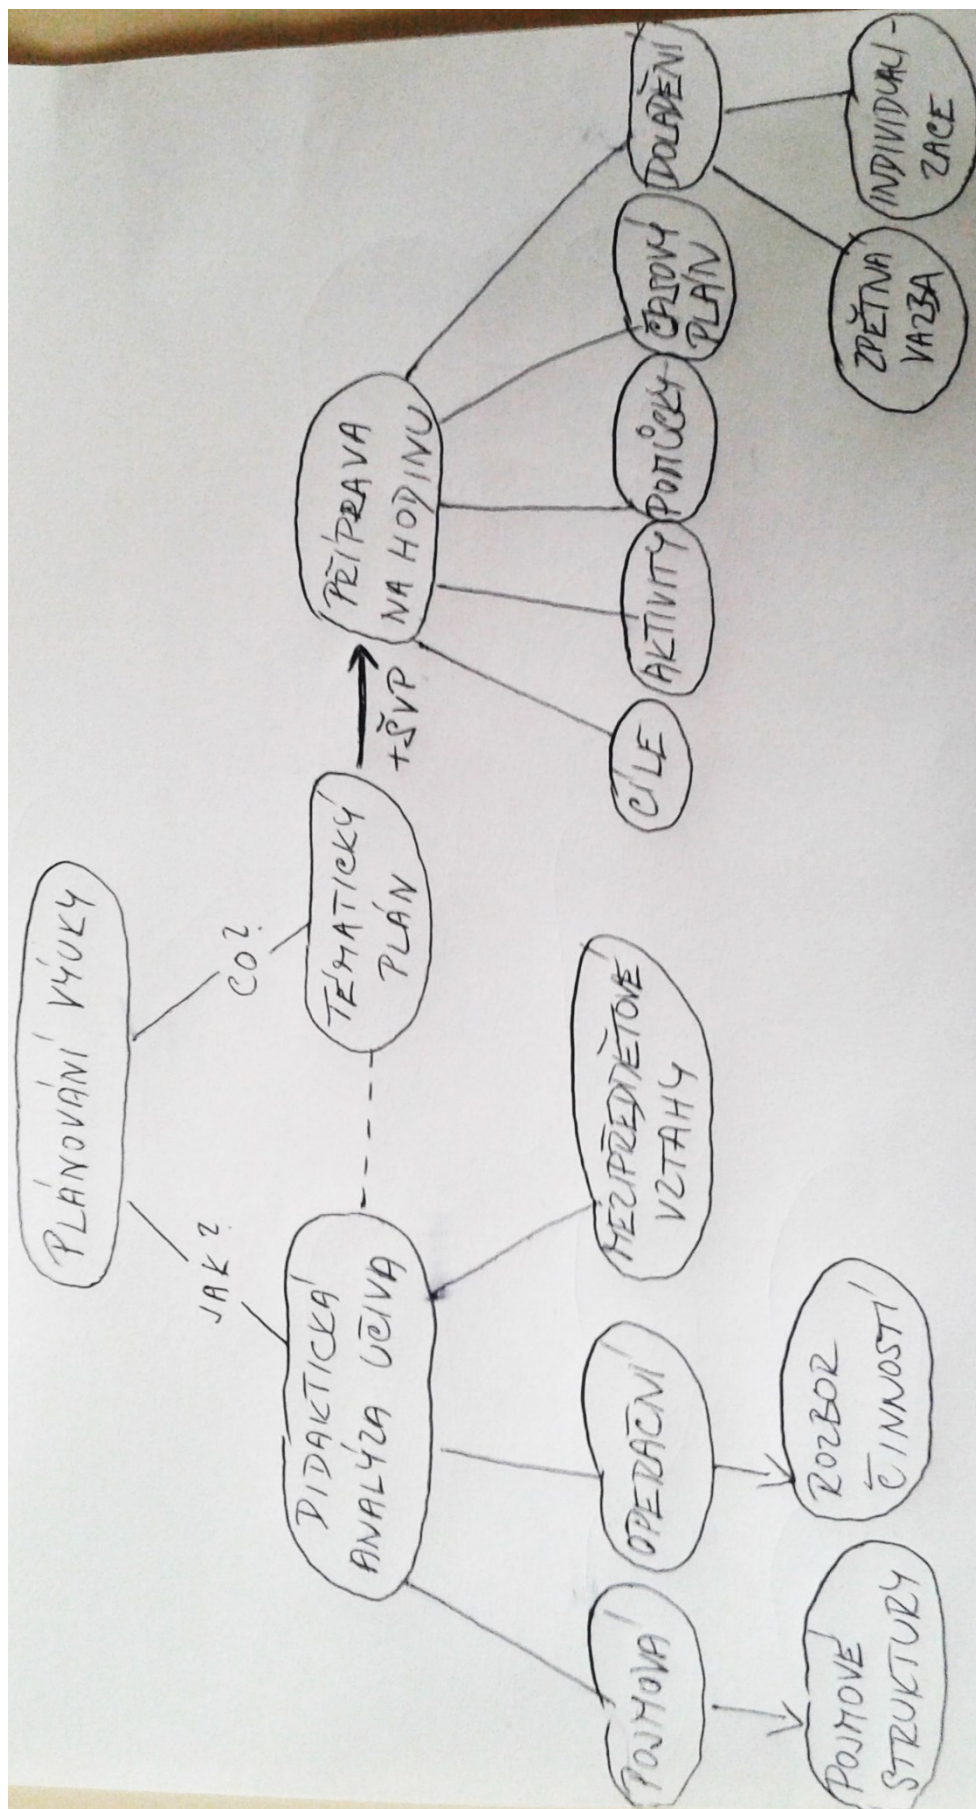 PLÁNOVÁNÍ VÝUKY
JAK?
CO?
DIDAKTICKÁ
ANALÝZA UČIVA
TÉMATICKÝ
PLÁN
+ŠVP
PŘÍPRAVA
NA HODINU
POJMOVÁ
OPERAČNÍ
MEZIPŘEDMĚTOVÉ
VZTAHY
CÍLE
AKTIVITY
POMŮCKY
ČASOVÝ
PLÁN
DOLADĚNÍ
POJMOVÉ
STRUKTURY
ROZBOR
ČINNOSTÍ
ZPĚTNÁ
VAZBA
INDIVIDUALI-
ZACE